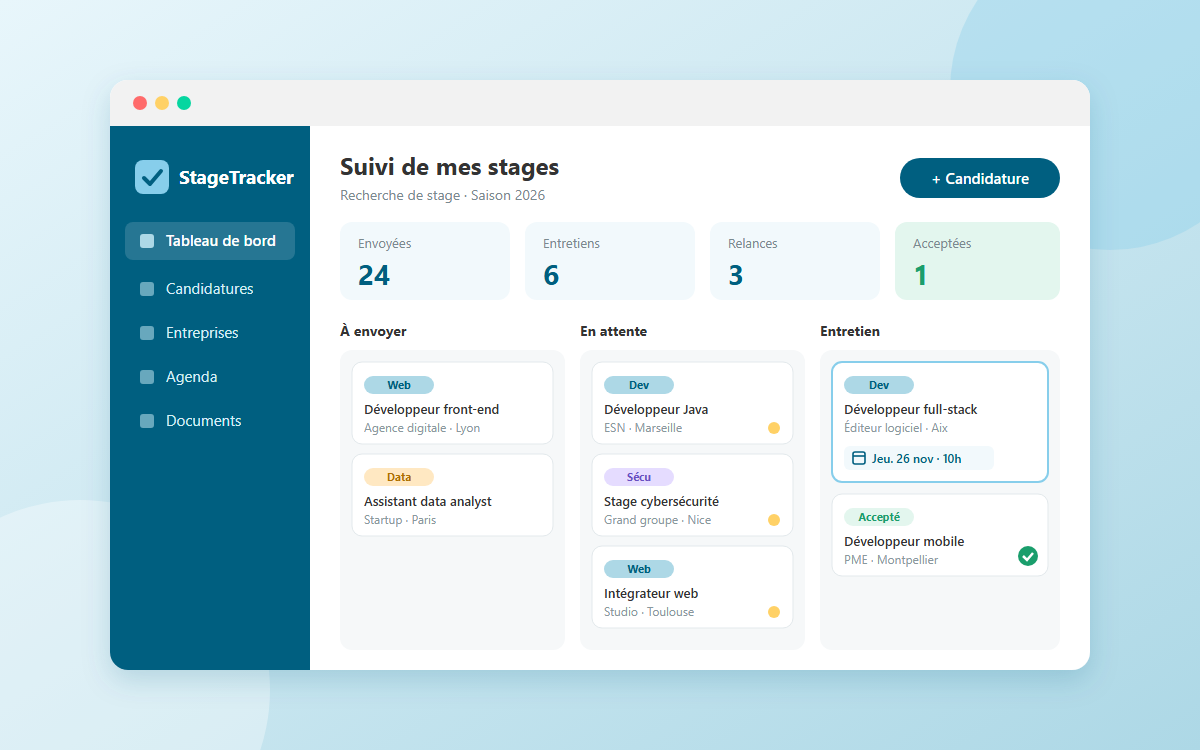 StageTracker
Tableau de bord
Candidatures
Entreprises
Agenda
Documents
Suivi de mes stages
Recherche de stage · Saison 2026
+ Candidature
Envoyées
24
Entretiens
6
Relances
3
Acceptées
1
À envoyer
Web
Développeur front-end
Agence digitale · Lyon
Data
Assistant data analyst
Startup · Paris
En attente
Dev
Développeur Java
ESN · Marseille
Sécu
Stage cybersécurité
Grand groupe · Nice
Web
Intégrateur web
Studio · Toulouse
Entretien
Dev
Développeur full-stack
Éditeur logiciel · Aix
Jeu. 26 nov · 10h
Accepté
Développeur mobile
PME · Montpellier